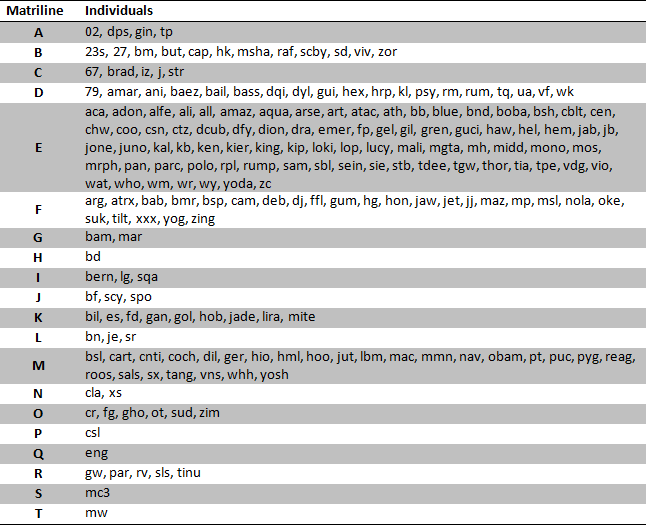 Matriline Individuals
A 02, dps, gin, tp
B 23s, 27, bm, but, cap, hk, msha, raf, scby, sd, viv, zor
C 67, brad, iz, j, str
D 79, amar, ani, baez, bail, bass, dqi, dyl, gui, hex, hrp, kl, psy, rm, rum, tq, ua, vf, wk
aca, adon, alfe, ali, all, amaz, aqua, arse, art, atac, ath, bb, blue, bnd, boba, bsh, cblt, cen,
chw, coo, csn, ctz, dcub, dfy, dion, dra, emer, fp, gel, gil, gren, guci, haw, hel, hem, jab, jb,
jone, juno, kal, kb, ken, kier, king, kip, loki, lop, lucy, mali, mgta, mh, midd, mono, mos,
E
mrph, pan, parc, polo, rpl, rump, sam, sbl, sein, sie, stb, tdee, tgw, thor, tia, tpe, vdg, vio,
wat, who, wm, wr, wy, yoda, zc
F arg, atrx, bab, bmr, bsp, cam, deb, dj, ffl, gum, hg, hon, jaw, jet, jj, maz, mp, msl, nola, oke,
suk, tilt, xxx, yog, zing
G bam, mar
H bd
I bern, lg, sqa
J bf, scy, spo
K bil, es, fd, gan, gol, hob, jade, lira, mite
L bn, je, sr
M bsl, cart, cnti, coch, dil, ger, hio, hml, hoo, jut, lbm, mac, mmn, nav, obam, pt, puc, pyg, reag,
roos, sals, sx, tang, vns, whh, yosh
N cla, xs
O cr, fg, gho, ot, sud, zim
P csl
Q eng
R gw, par, rv, sls, tinu
S mc3
T mw